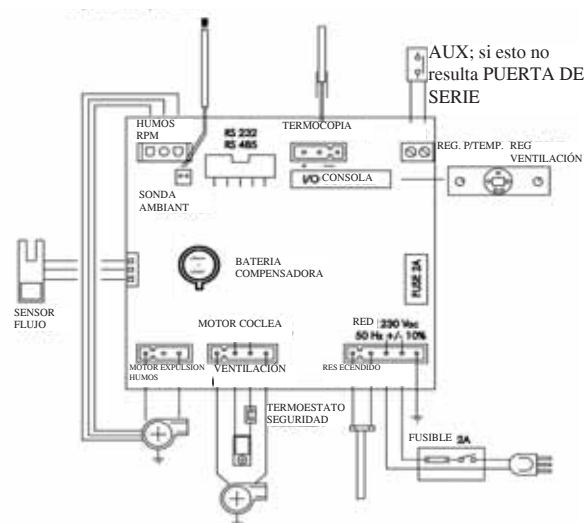 AUX; si esto no
resulta PUERTA DE
SERIE
HUMOS
RPM
RS 232
RS 485
TERMOCOPIA
REG. P/TEMP. REG
VENTILACIÓN
I/O CONSOLA
SONDA
AMBIANT
BATERIA
COMPENSADORA
FUSE 2A
SENSOR
FLUJO
MOTOR COCLEA
RED 230 Vac
50 Hz +/- 10%
MOTOR EXPULSION
HUMOS
VENTILACIÓN
RES ECENDIDO
TERMOESTATO
SEGURIDAD
FUSIBLE 2A